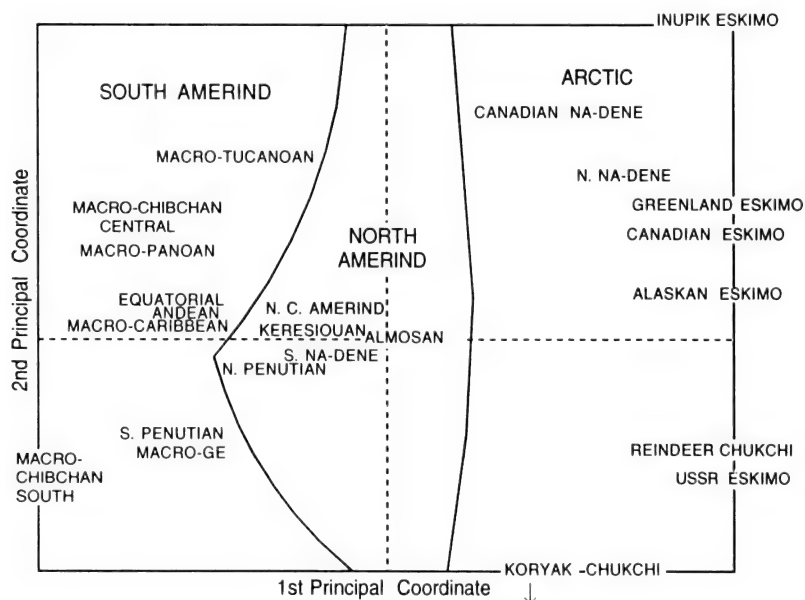 INUPIK ESKIMO
SOUTH AMERIND
ARCTIC
CANADIAN NA-DENE
MACRO-TUCANOAN
N. NA-DENE
MACRO-CHIBCHAN
CENTRAL
GREENLAND ESKIMO
MACRO-PANOAN
NORTH
AMERIND
CANADIAN ESKIMO
EQUATORIAL
ANDEAN
MACRO-CARIBBEAN
N. C. AMERIND
KERESIOUAN
ALMOSAN
ALASKAN ESKIMO
S. NA-DENE
N. PENUTIAN
S. PENUTIAN
MACRO-GE
MACRO-
CHIBCHAN
SOUTH
REINDEER CHUKCHI
USSR ESKIMO
KORYAK -CHUKCHI
2nd Principal Coordinate
1st Principal Coordinate